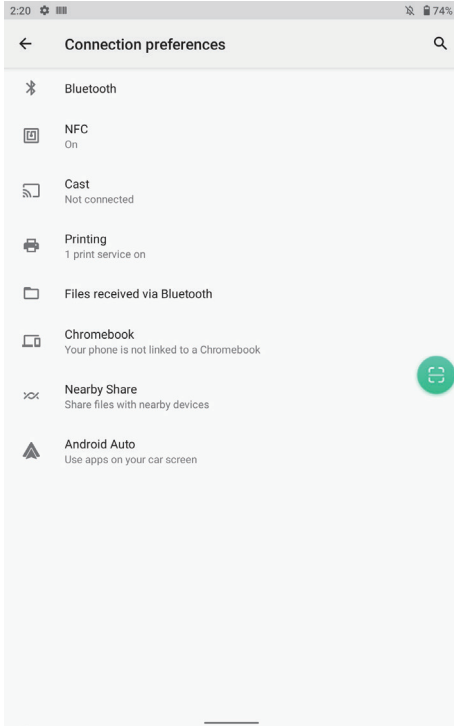 2:20
74%
Connection preferences
Bluetooth
NFC
On
Cast
Not connected
Printing
1 print service on
Files received via Bluetooth
Chromebook
Your phone is not linked to a Chromebook
Nearby Share
Share files with nearby devices
Android Auto
Use apps on your car screen